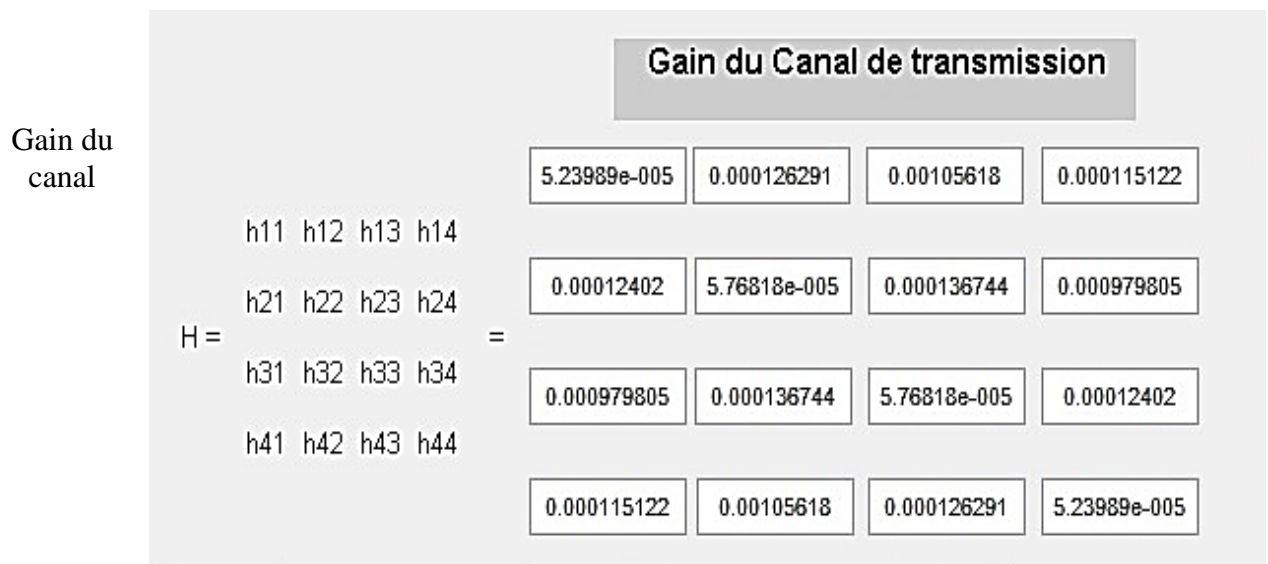 Gain du Canal de transmission
Gain du
canal
5.23989e-005 0.000126291 0.00105618 0.000115122
h11 h12 h13 h14
0.00012402 5.76818e-005 0.000136744 0.000979805
h21 h22 h23 h24
H = =
h31 h32 h33 h34
0.000979805 0.000136744 5.76818e-005 0.00012402
h41 h42 h43 h44
0.000115122 0.00105618 0.000126291 5.23989e-005